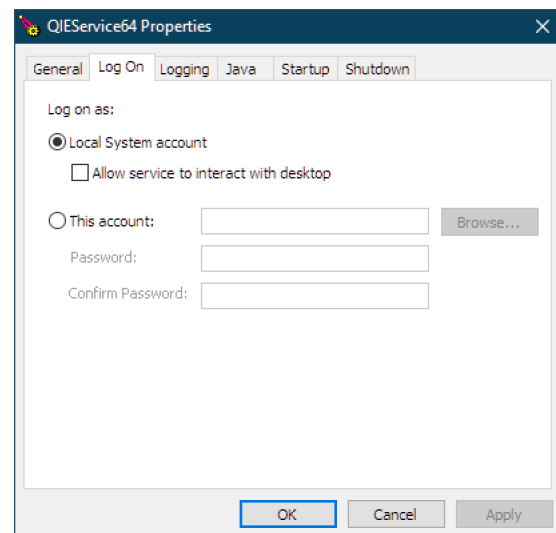 QIEService64 Properties
General Log On Logging Java Startup Shutdown
Log on as:
Local System account
Allow service to interact with desktop
This account: Browse...
Password:
Confirm Password:
OK Cancel Apply